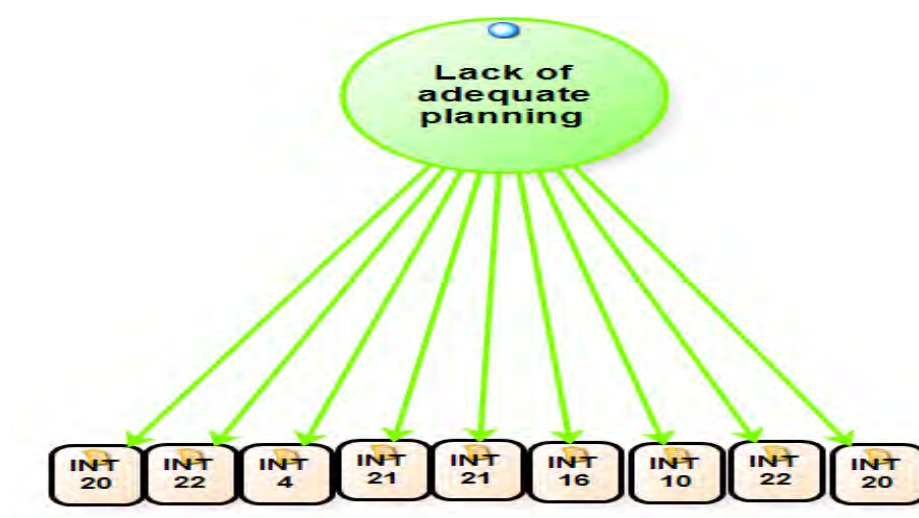 Lack of
adequate
planning
INT
20
INT
22
INT
4
INT
21
INT
21
INT
16
INT
10
INT
22
INT
20